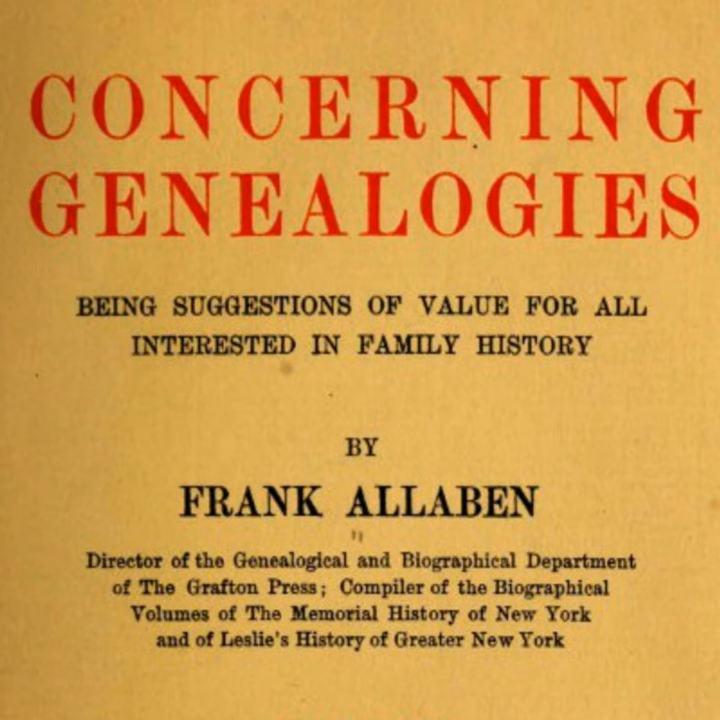 CONCERNING
GENEALOGIES
BEING SUGGESTIONS OF VALUE FOR ALL
INTERESTED IN FAMILY HISTORY
BY
FRANK ALLABEN
Director of the Genealogical and Biographical Department
of The Grafton Press; Compiler of the Biographical
Volumes of The Memorial History of New York
and of Leslie's History of Greater New York